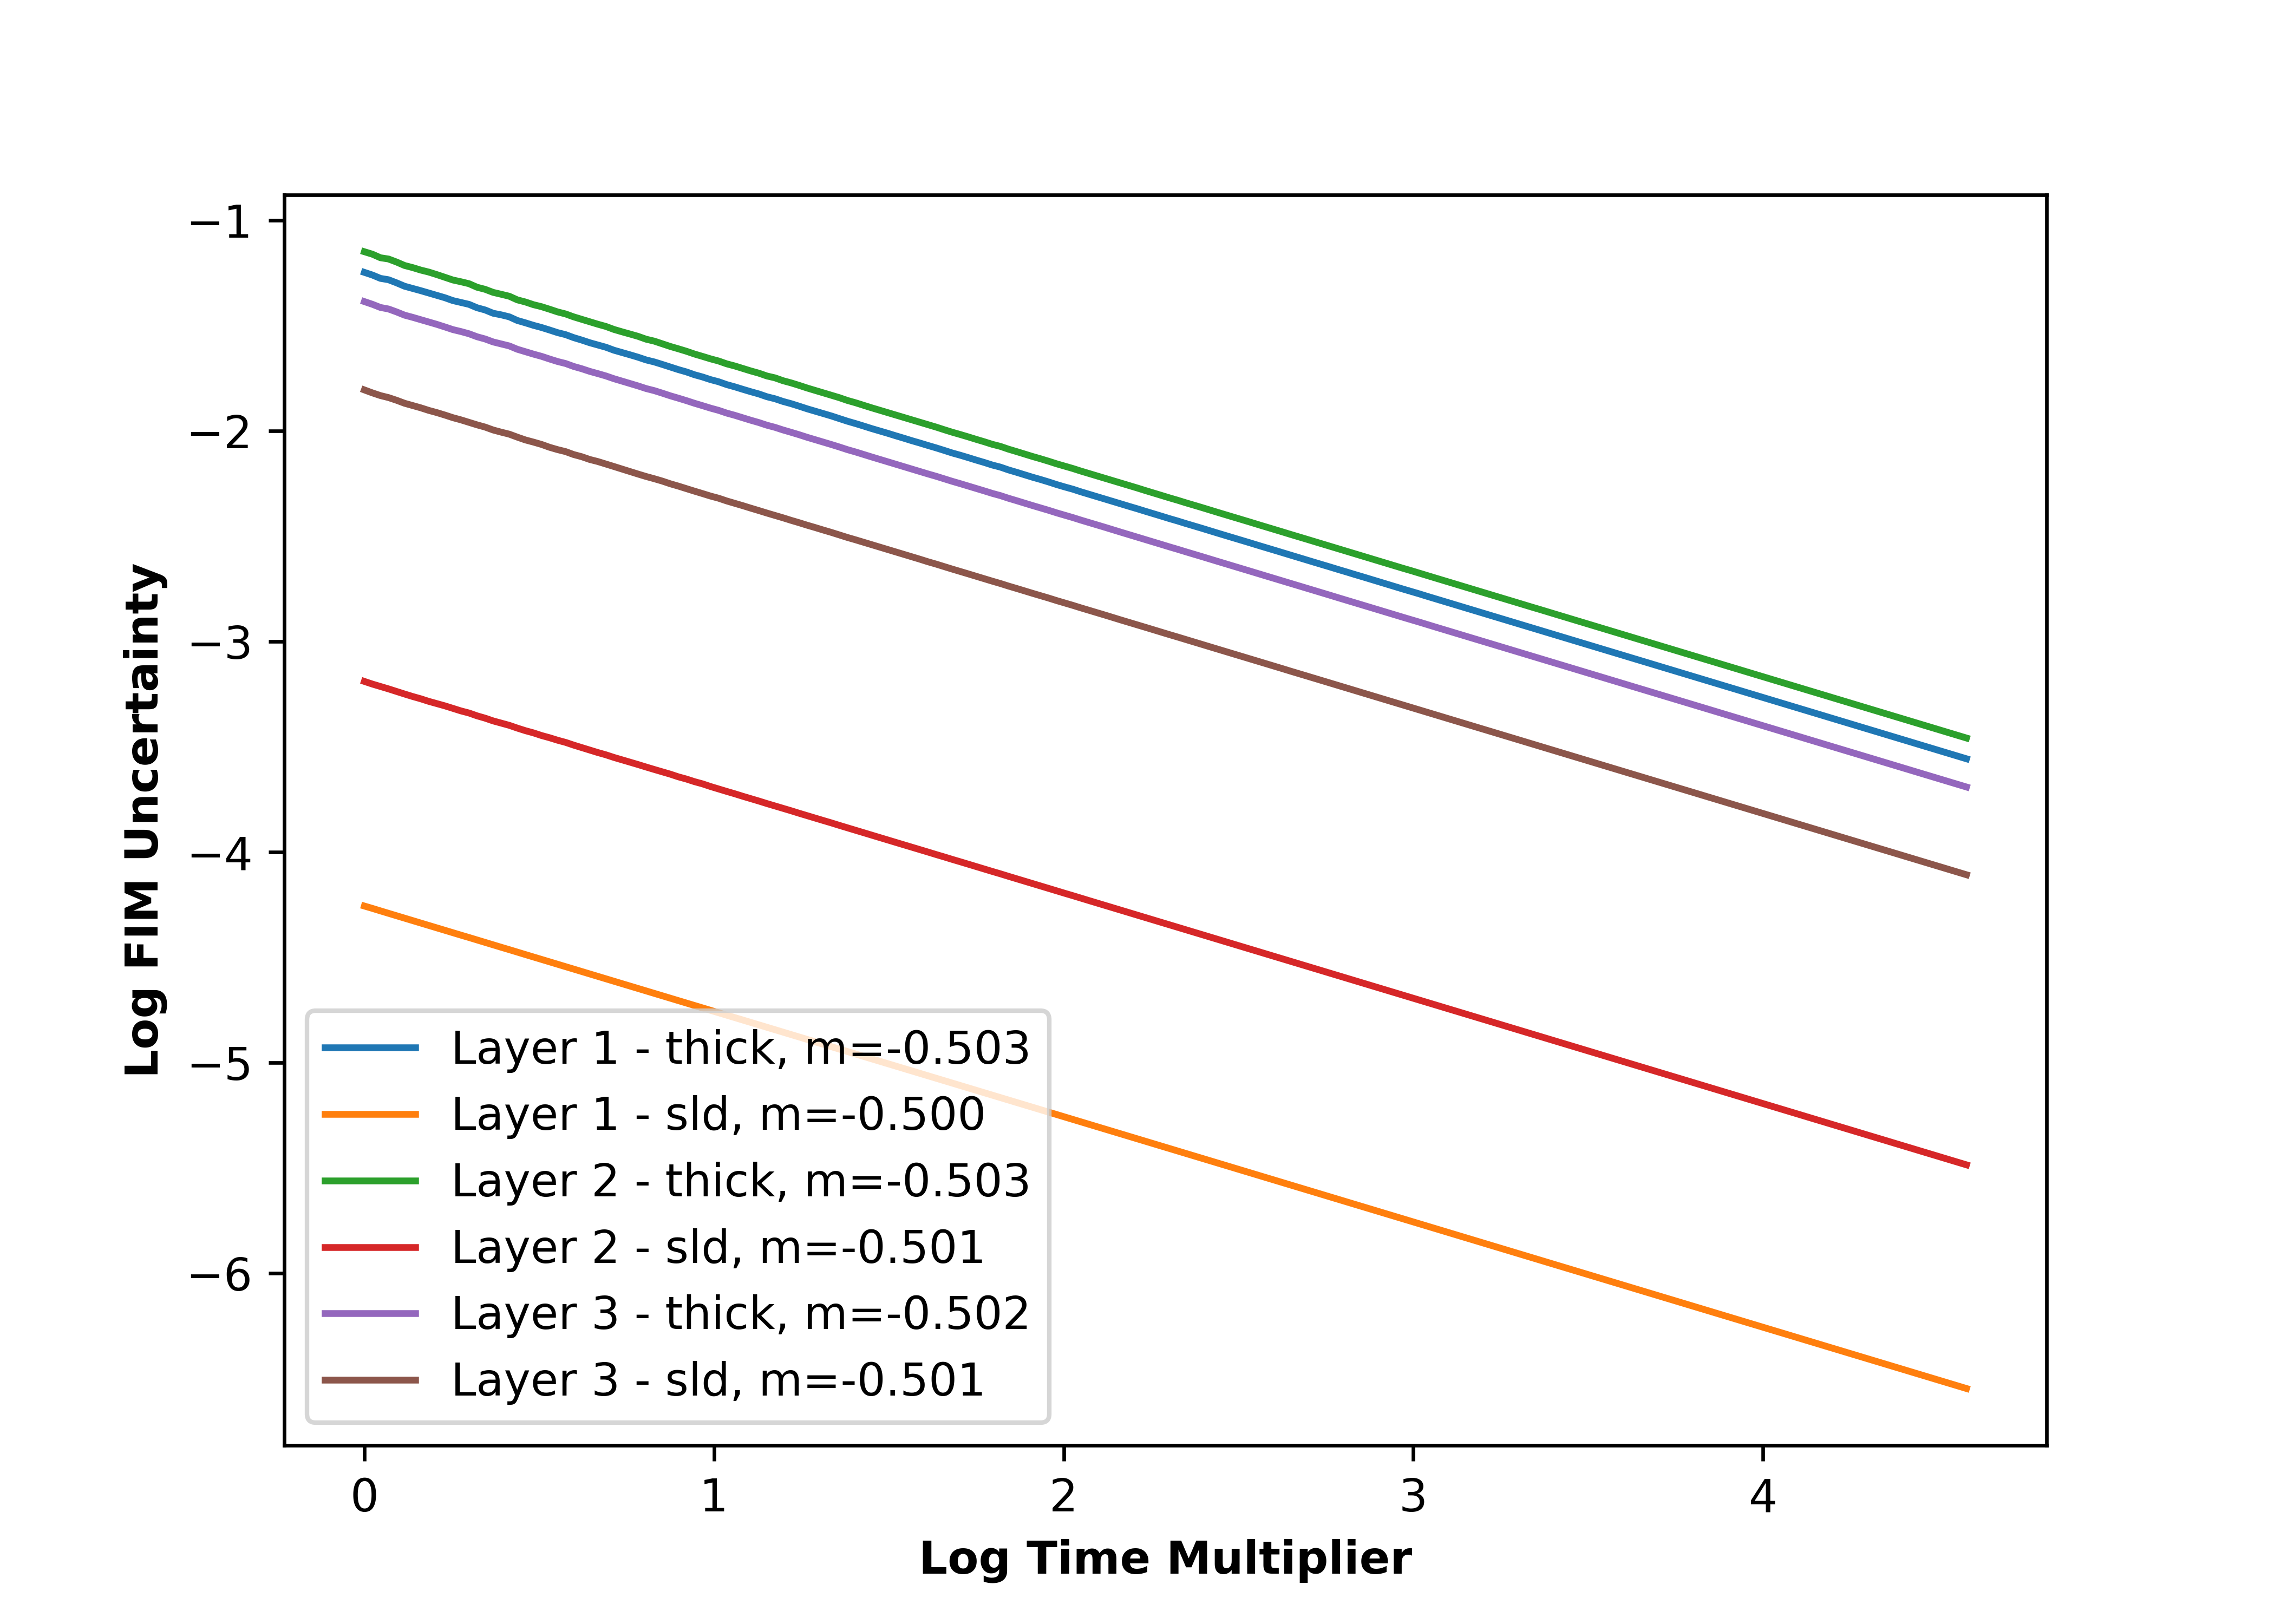 −1
−2
−3
−4
−5
−6
Log FIM Uncertainty
Layer 1 - thick, m=-0.503
Layer 1 - sld, m=-0.500
Layer 2 - thick, m=-0.503
Layer 2 - sld, m=-0.501
Layer 3 - thick, m=-0.502
Layer 3 - sld, m=-0.501
0 1 2 3 4
Log Time Multiplier